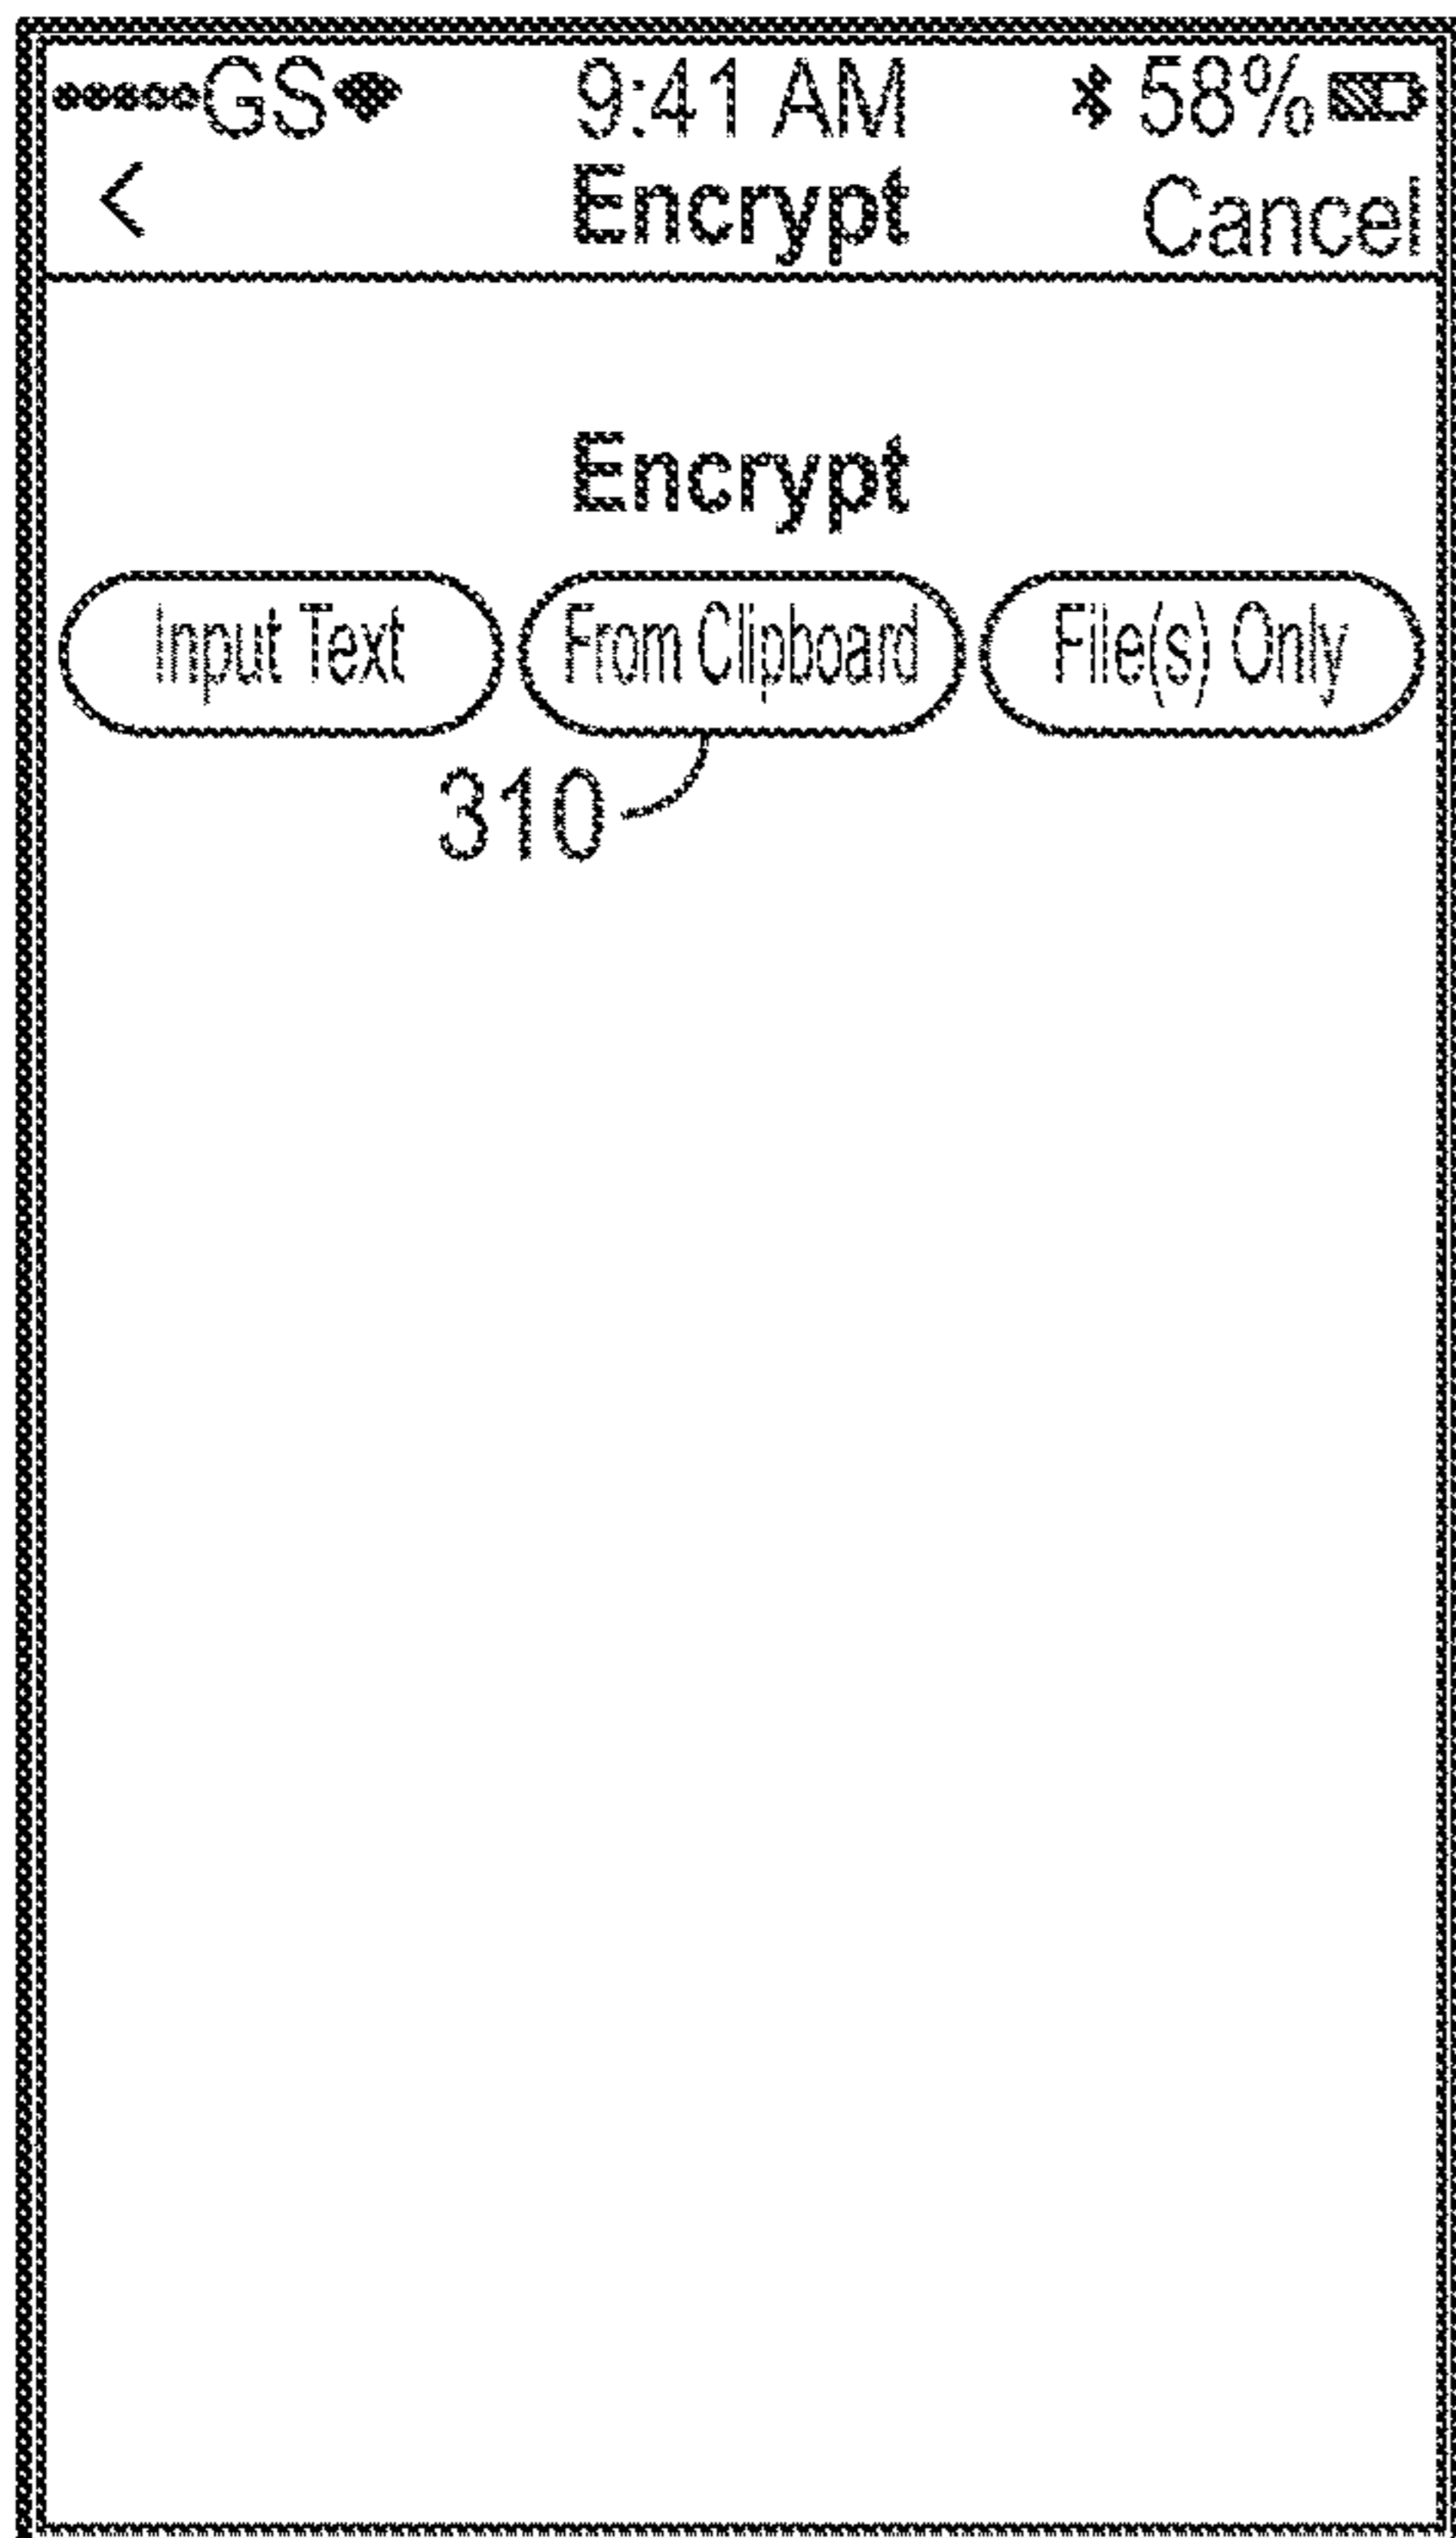 GS 9:41 AM 58%
< Encrypt Cancel
Encrypt
Input Text From Clipboard File(s) Only
310